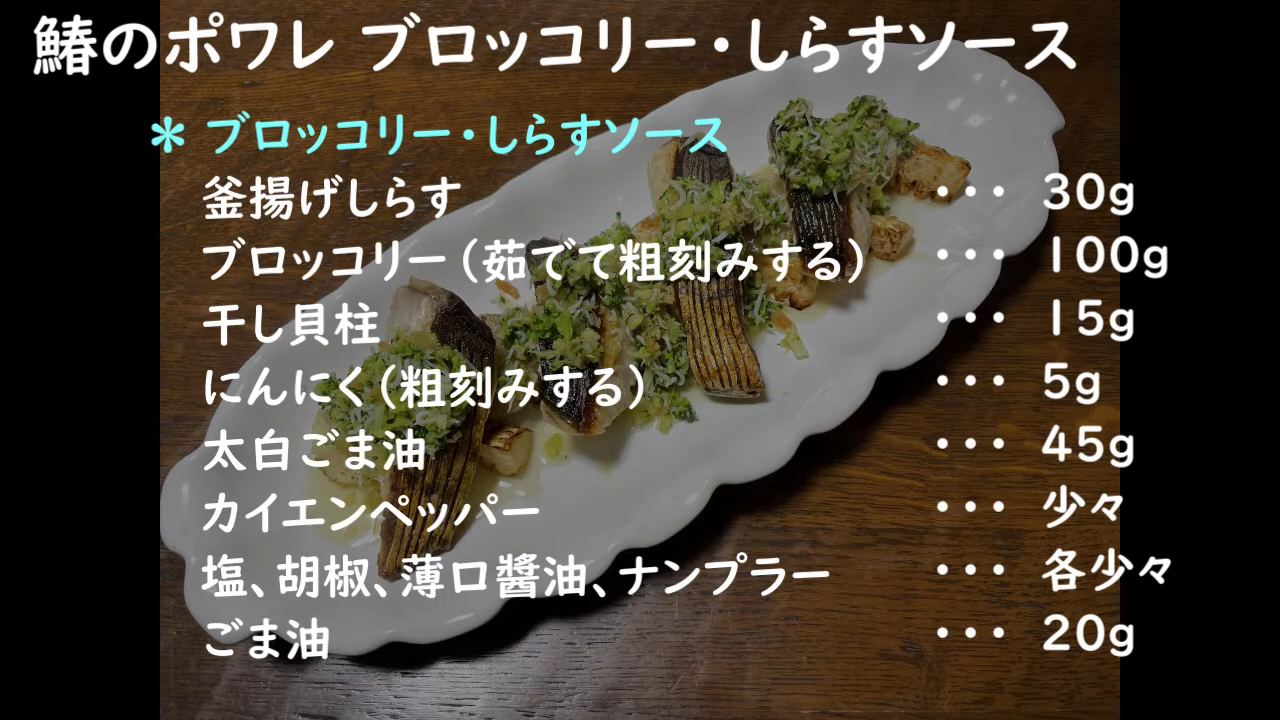 鰆のポワレ ブロッコリー・しらすソース
＊ ブロッコリー・しらすソース
釜揚げしらす ・・・ 30g
ブロッコリー（茹でて粗刻みする） ・・・ 100g
干し貝柱 ・・・ 15g
にんにく（粗刻みする） ・・・ 5g
太白ごま油 ・・・ 45g
カイエンペッパー ・・・ 少々
塩、胡椒、薄口醬油、ナンプラー ・・・ 各少々
ごま油 ・・・ 20g